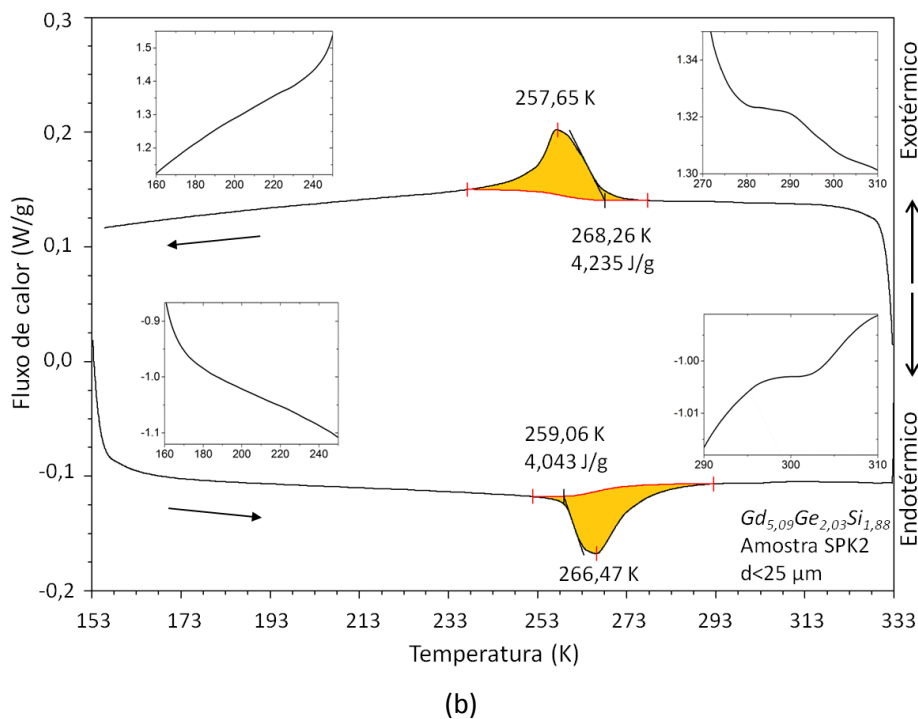 0,3
0,2
0,1
0,0
-0,1
-0,2
Fluxo de calor (W/g)
1.5
1.4
1.3
1.2
160 180 200 220 240
1.34
1.32
1.30
270 280 290 300 310
257,65 K
268,26 K
4,235 J/g
-0.9
-1.0
-1.1
160 180 200 220 240
-1.00
-1.01
290 300 310
259,06 K
4,043 J/g
266,47 K
Gd5,09Ge2,03Si1,88
Amostra SPK2
d<25 µm
Exotérmico
Endotérmico
153 173 193 213 233 253 273 293 313 333
Temperatura (K)
(b)